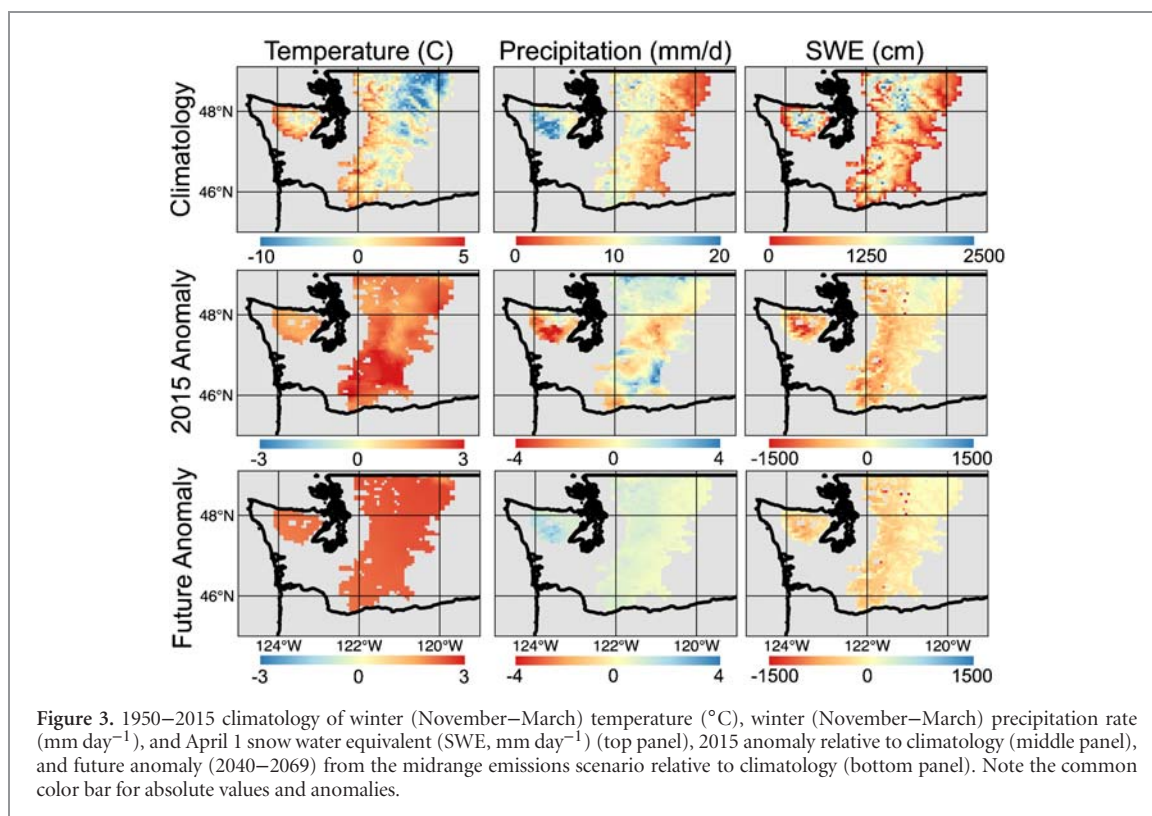 Temperature (C) Precipitation (mm/d) SWE (cm)
Climatology
48°N
46°N
-10 0 5 0 10 20 0 1250 2500
2015 Anomaly
48°N
46°N
-3 0 3 -4 0 4 -1500 0 1500
Future Anomaly
48°N
46°N
124°W 122°W 120°W 124°W 122°W 120°W 124°W 122°W 120°W
-3 0 3 -4 0 4 -1500 0 1500
Figure 3. 1950–2015 climatology of winter (November–March) temperature (°C), winter (November–March) precipitation rate
(mm day⁻¹), and April 1 snow water equivalent (SWE, mm day⁻¹) (top panel), 2015 anomaly relative to climatology (middle panel),
and future anomaly (2040–2069) from the midrange emissions scenario relative to climatology (bottom panel). Note the common
color bar for absolute values and anomalies.